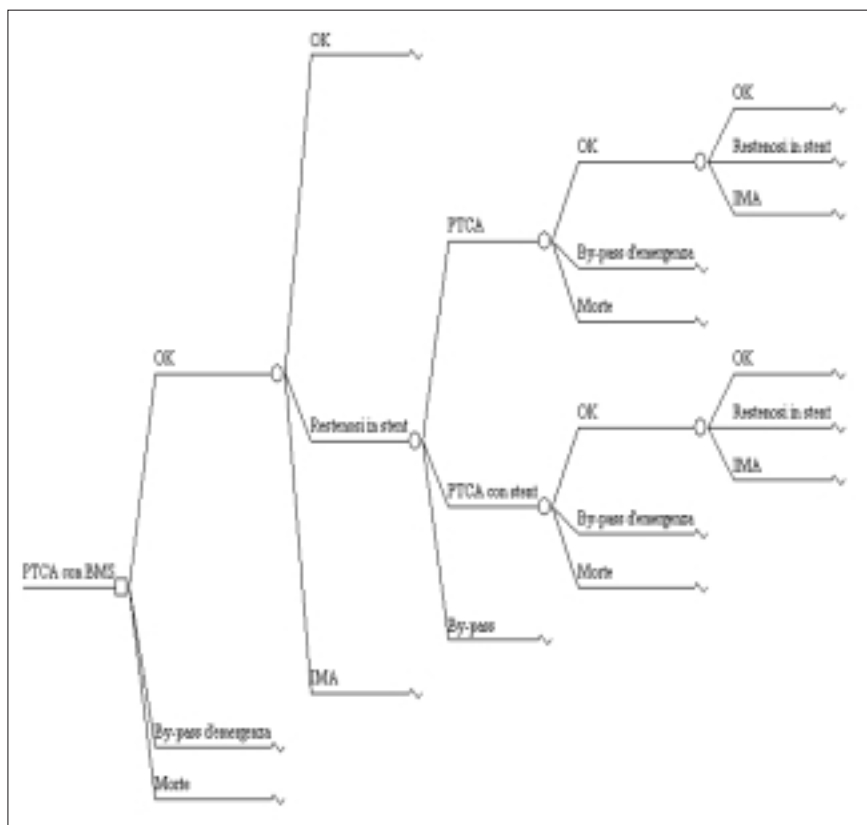 OK
OK
OK
Restenosi in stent
IMA
PTCA
By-pass d'emergenza
Morte
OK
OK
OK
Restenosi in stent
Restenosi in stent
IMA
PTCA con stent
By-pass d'emergenza
Morte
PTCA con BMS
By-pass
IMA
By-pass d'emergenza
Morte